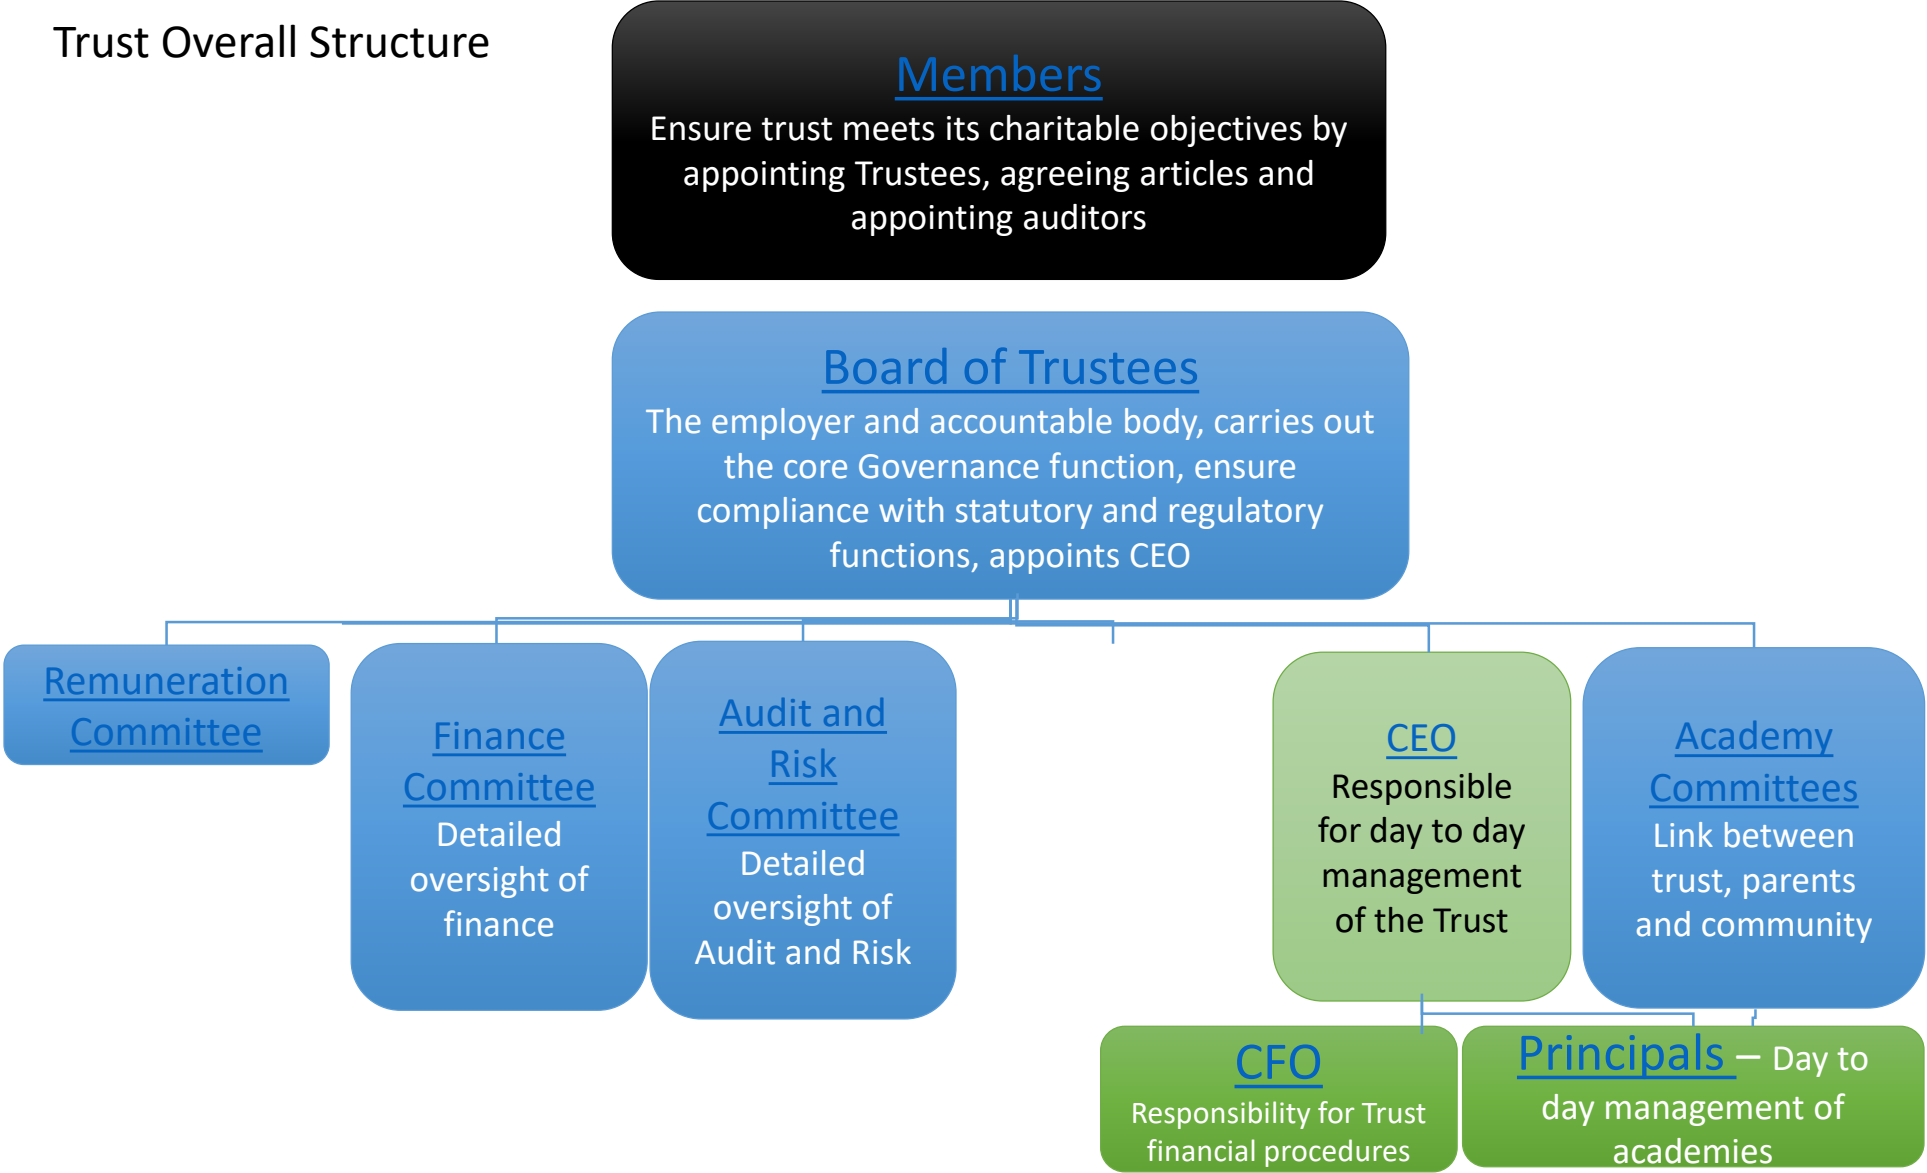 Trust Overall Structure
Members
Ensure trust meets its charitable objectives by
appointing Trustees, agreeing articles and
appointing auditors
Board of Trustees
The employer and accountable body, carries out
the core Governance function, ensure
compliance with statutory and regulatory
functions, appoints CEO
Remuneration
Committee
Finance
Committee
Detailed
oversight of
finance
Audit and
Risk
Committee
Detailed
oversight of
Audit and Risk
CEO
Responsible
for day to day
management
of the Trust
Academy
Committees
Link between
trust, parents
and community
CFO
Responsibility for Trust
financial procedures
Principals – Day to
day management of
academies